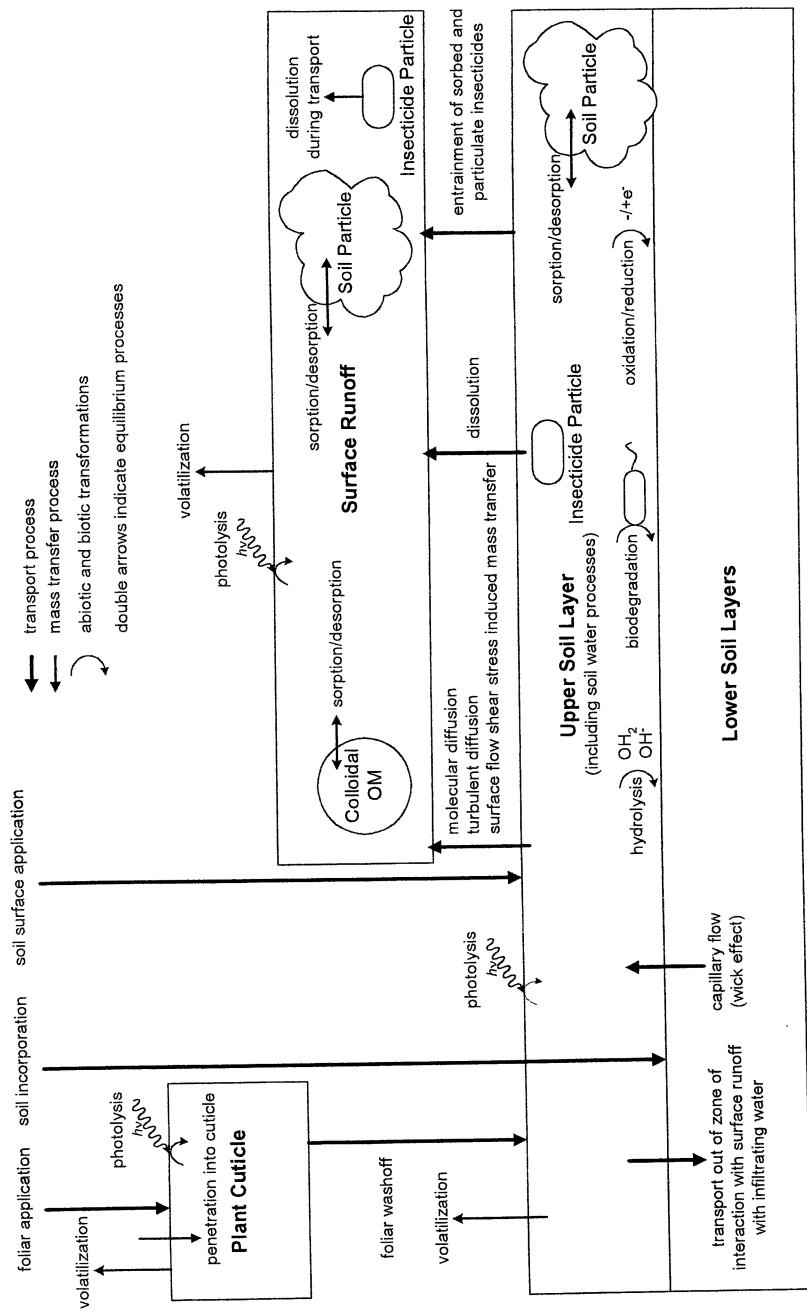 foliar application
soil incorporation
soil surface application
transport process
mass transfer process
abiotic and biotic transformations
double arrows indicate equilibrium processes
volatilization
photolysis
hν
penetration into cuticle
Plant Cuticle
foliar washoff
volatilization
photolysis
hν
photolysis
hν
volatilization
Colloidal
OM
sorption/desorption
Surface Runoff
sorption/desorption
Soil Particle
dissolution
during transport
Insecticide Particle
molecular diffusion
turbulent diffusion
surface flow shear stress induced mass transfer
dissolution
entrainment of sorbed and
particulate insecticides
Upper Soil Layer
(including soil water processes)
Insecticide Particle
sorption/desorption
Soil Particle
hydrolysis
OH2
OH-
biodegradation
oxidation/reduction
-/+e-
transport out of zone of
interaction with surface runoff
with infiltrating water
capillary flow
(wick effect)
Lower Soil Layers